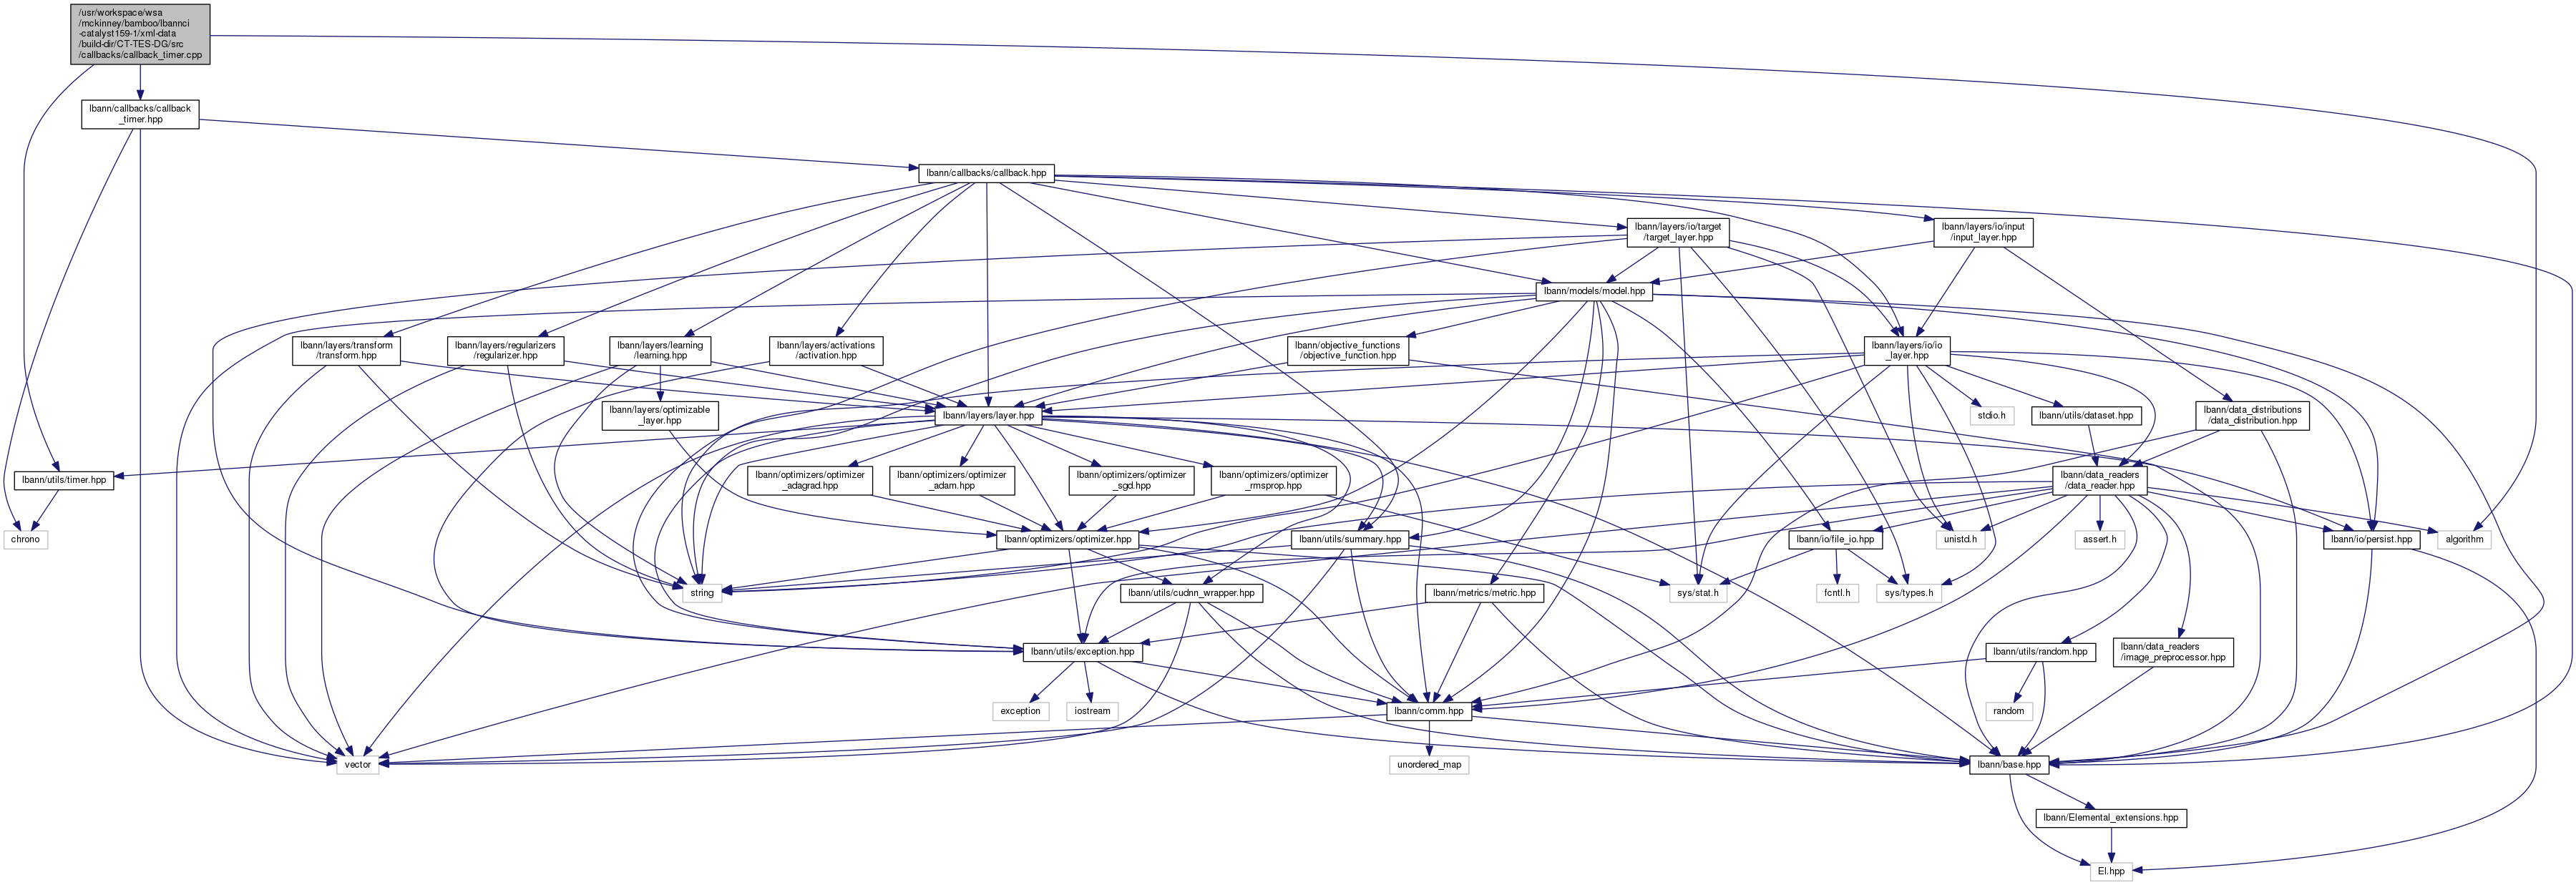 /usr/workspace/wsa
/mckinney/bamboo/lbannci
-catalyst159-1/xml-data
/build-dir/CT-TES-DG/src
/callbacks/callback_timer.cpp
lbann/callbacks/callback
_timer.hpp
lbann/callbacks/callback.hpp
lbann/layers/io/target
/target_layer.hpp
lbann/layers/io/input
/input_layer.hpp
lbann/models/model.hpp
lbann/layers/transform
/transform.hpp
lbann/layers/regularizers
/regularizer.hpp
lbann/layers/learning
/learning.hpp
lbann/layers/activations
/activation.hpp
lbann/objective_functions
/objective_function.hpp
lbann/layers/io/io
_layer.hpp
lbann/layers/optimizable
_layer.hpp
lbann/layers/layer.hpp
stdio.h
lbann/utils/dataset.hpp
lbann/data_distributions
/data_distribution.hpp
lbann/utils/timer.hpp
lbann/optimizers/optimizer
_adagrad.hpp
lbann/optimizers/optimizer
_adam.hpp
lbann/optimizers/optimizer
_sgd.hpp
lbann/optimizers/optimizer
_rmsprop.hpp
lbann/data_readers
/data_reader.hpp
chrono
lbann/optimizers/optimizer.hpp
lbann/utils/summary.hpp
lbann/io/file_io.hpp
unistd.h
assert.h
lbann/io/persist.hpp
algorithm
string
lbann/utils/cudnn_wrapper.hpp
lbann/metrics/metric.hpp
sys/stat.h
fcntl.h
sys/types.h
lbann/utils/exception.hpp
lbann/utils/random.hpp
lbann/data_readers
/image_preprocessor.hpp
exception
iostream
lbann/comm.hpp
random
vector
unordered_map
lbann/base.hpp
lbann/Elemental_extensions.hpp
El.hpp